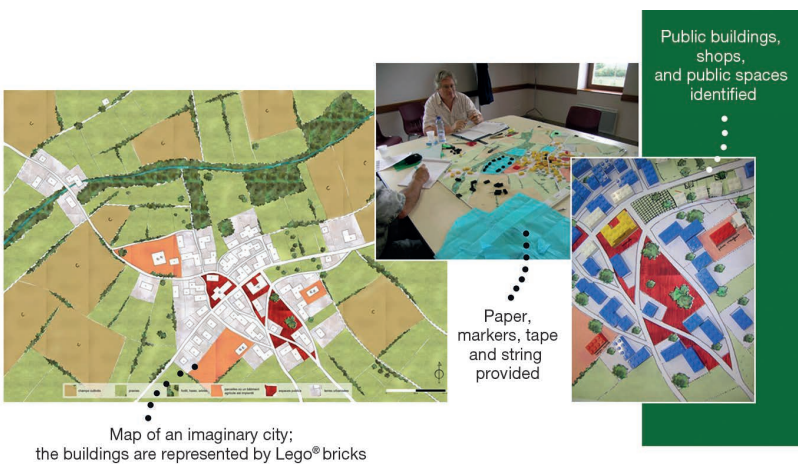 Public buildings,
shops,
and public spaces
identified
Paper,
markers, tape
and string
provided
Map of an imaginary city;
the buildings are represented by Lego® bricks